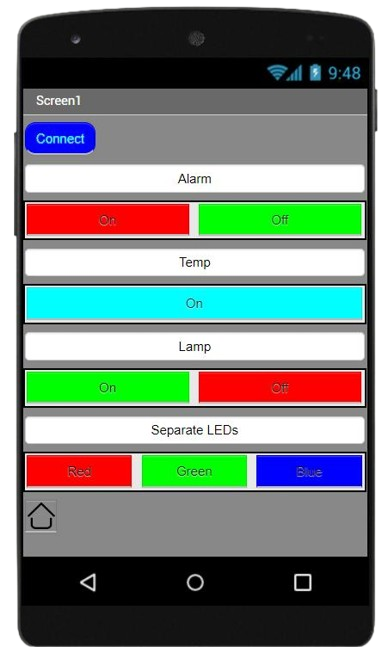 9:48
Screen1
Connect
Alarm
On Off
Temp
On
Lamp
On Off
Separate LEDs
Red Green Blue